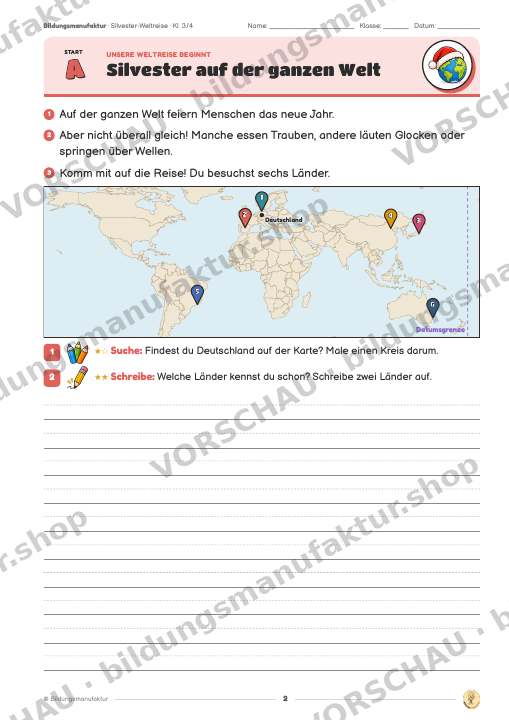 Bildungsmanufaktur · Silvester-Weltreise · Kl. 3/4 Name: Klasse: Datum:
START
A
UNSERE WELTREISE BEGINNT
Silvester auf der ganzen Welt
1 Auf der ganzen Welt feiern Menschen das neue Jahr.
2 Aber nicht überall gleich! Manche essen Trauben, andere läuten Glocken oder
springen über Wellen.
3 Komm mit auf die Reise! Du besuchst sechs Länder.
1
2
Deutschland
4
3
5
6
Datumsgrenze
1 Suche: Findest du Deutschland auf der Karte? Male einen Kreis darum.
2 Schreibe: Welche Länder kennst du schon? Schreibe zwei Länder auf.
© Bildungsmanufaktur 2
VORSCHAU · bildungsmanufaktur.shop